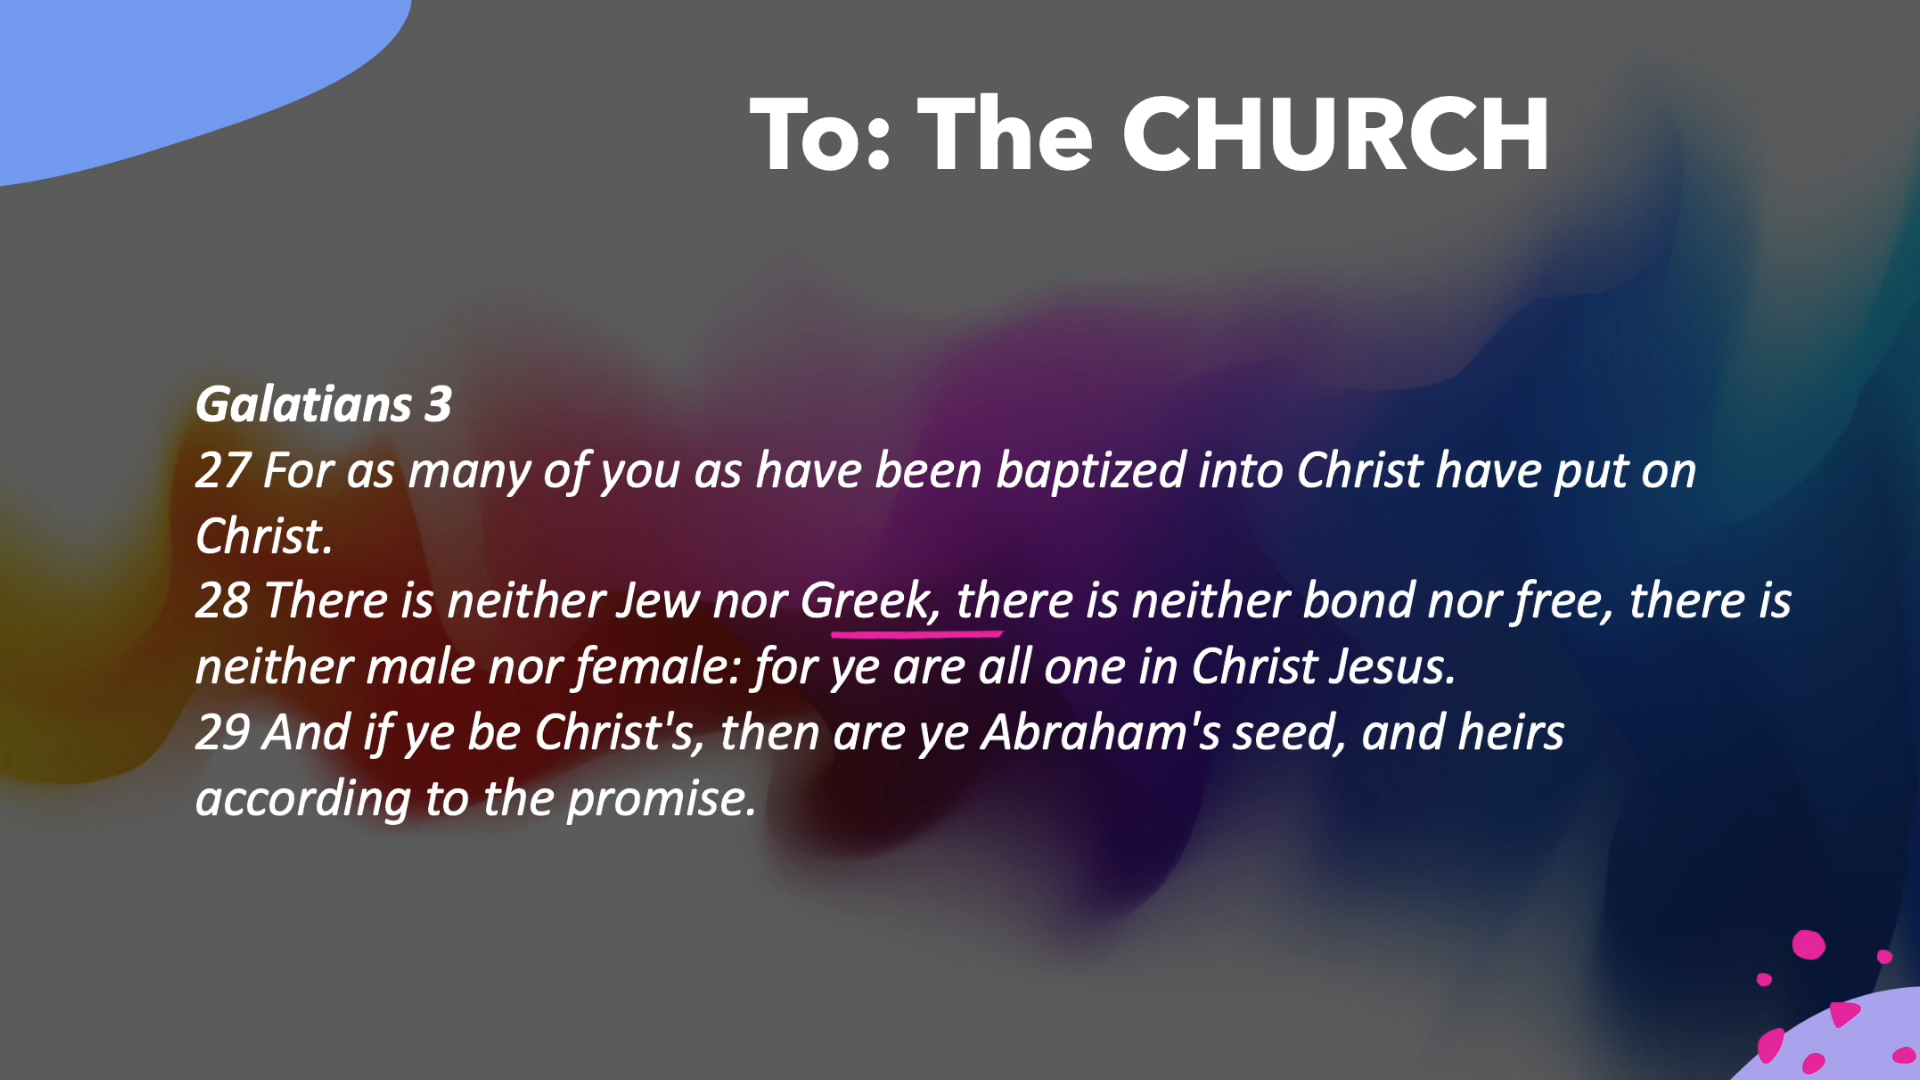 To: The CHURCH
Galatians 3
27 For as many of you as have been baptized into Christ have put on
Christ.
28 There is neither Jew nor Greek, there is neither bond nor free, there is
neither male nor female: for ye are all one in Christ Jesus.
29 And if ye be Christ's, then are ye Abraham's seed, and heirs
according to the promise.